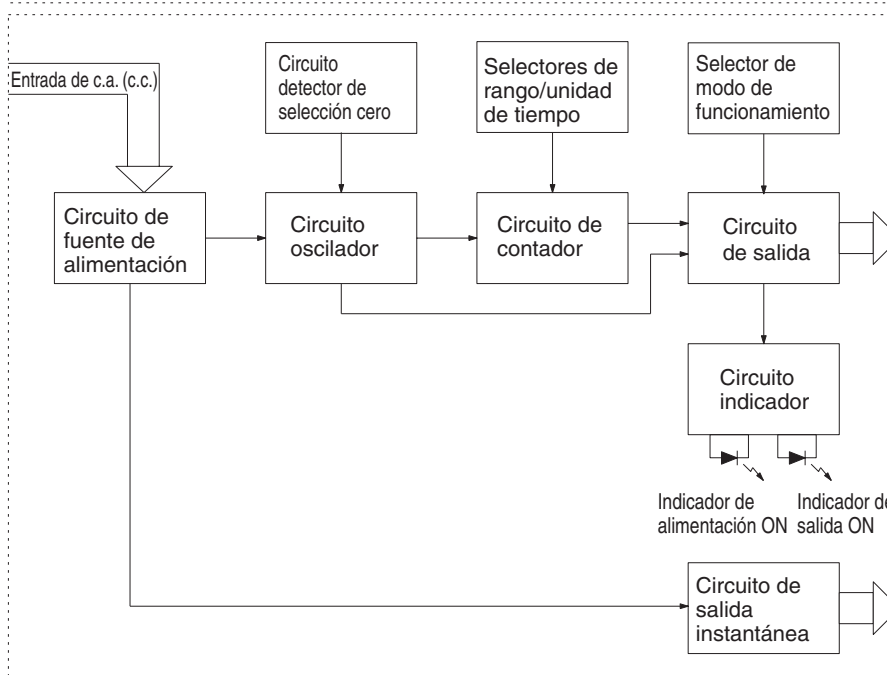 Entrada de c.a. (c.c.)
Circuito
detector de
selección cero
Selectores de
rango/unidad
de tiempo
Selector de
modo de
funcionamiento
Circuito de
fuente de
alimentación
Circuito
oscilador
Circuito de
contador
Circuito
de salida
Circuito
indicador
Indicador de
alimentación ON
Indicador de
salida ON
Circuito de
salida
instantánea